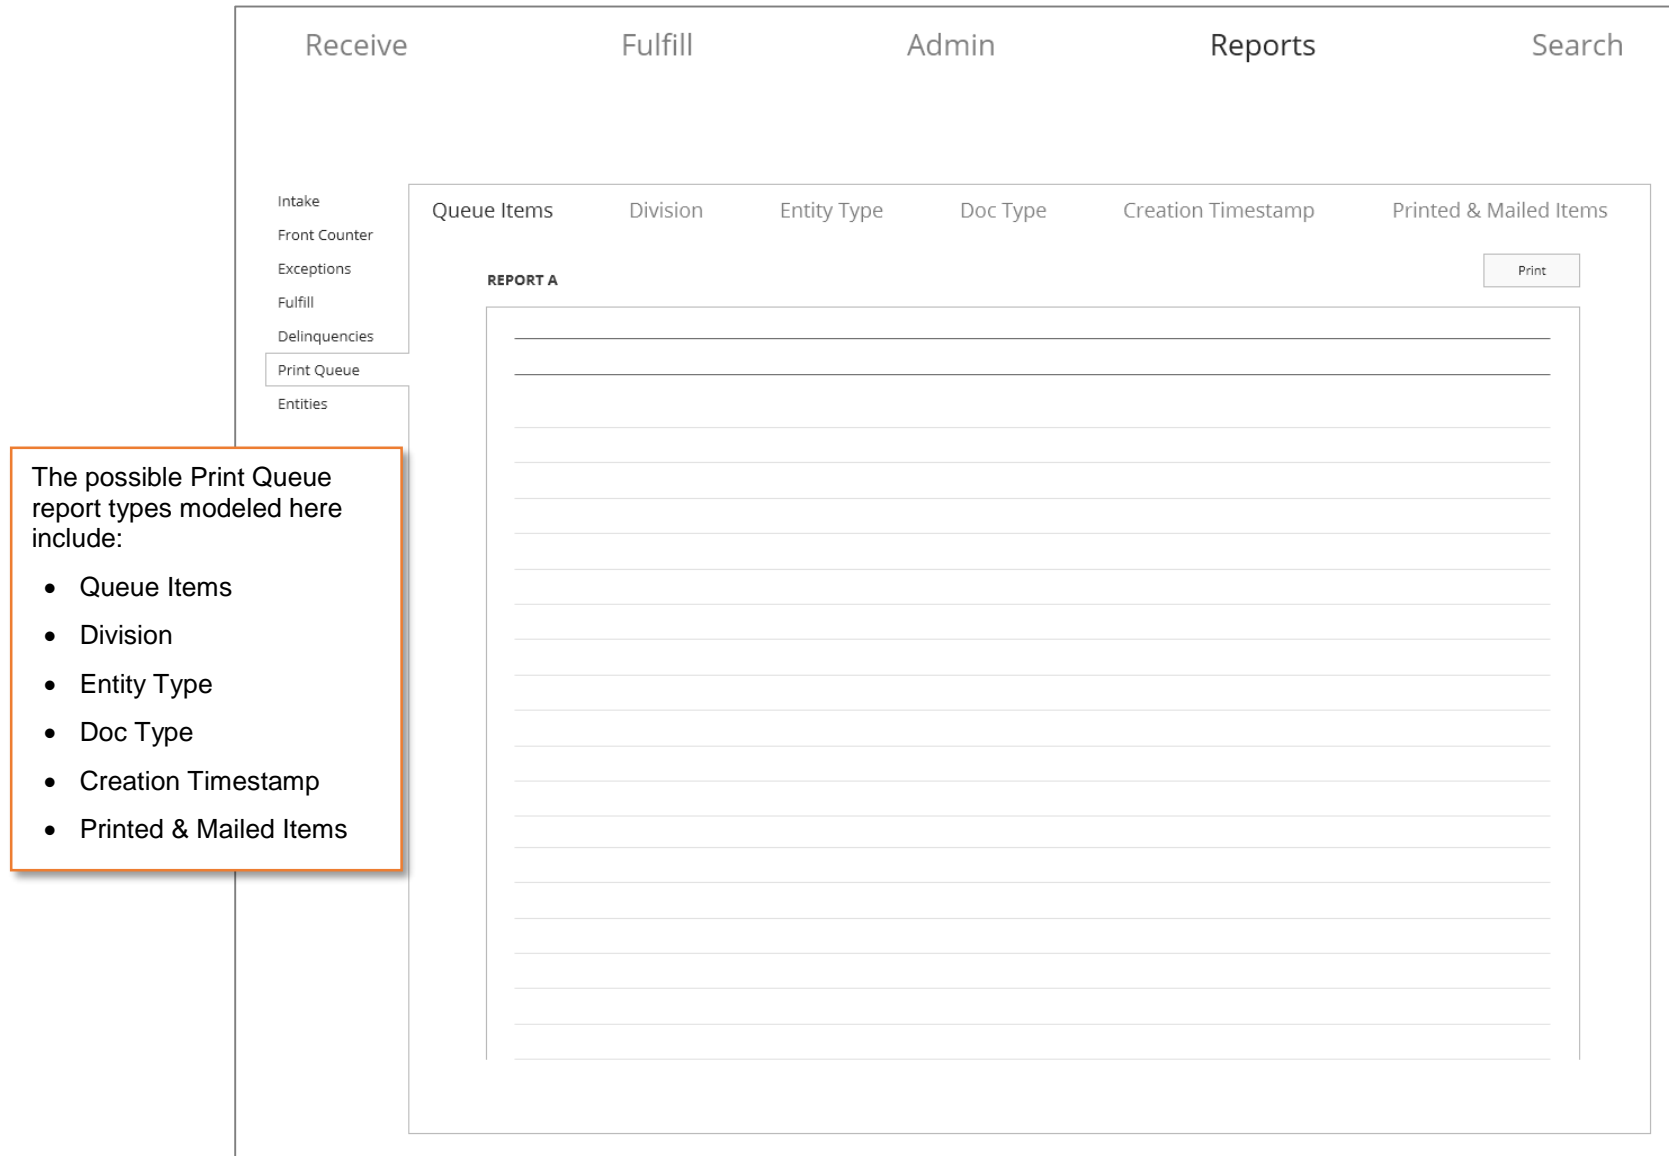 Receive Fulfill Admin Reports Search
Intake
Front Counter
Exceptions
Fulfill
Delinquencies
Print Queue
Entities
Queue Items Division Entity Type Doc Type Creation Timestamp Printed & Mailed Items
REPORT A
Print
The possible Print Queue
report types modeled here
include:
• Queue Items
• Division
• Entity Type
• Doc Type
• Creation Timestamp
• Printed & Mailed Items